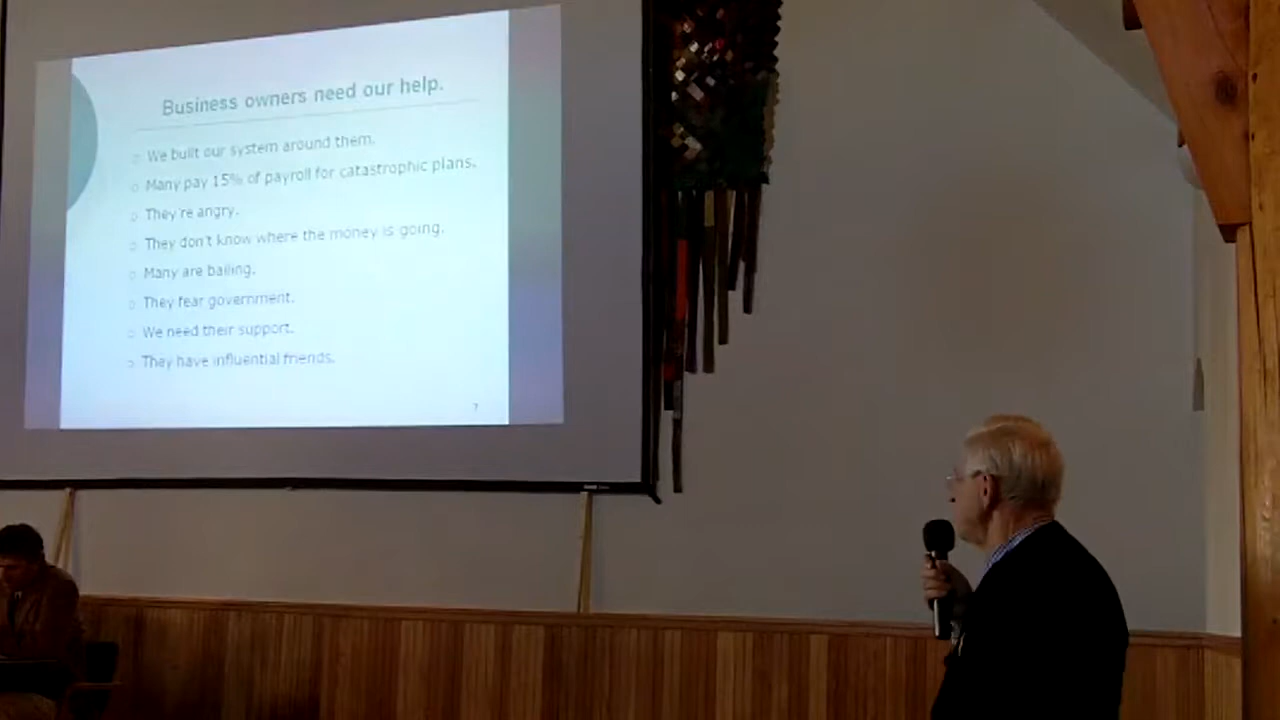 Business owners need our help.
We built our system around them.
Many pay 15% of payroll for catastrophic plans.
They're angry.
They don't know where the money is going.
Many are bailing.
They fear government.
We need their support.
They have influential friends.
7